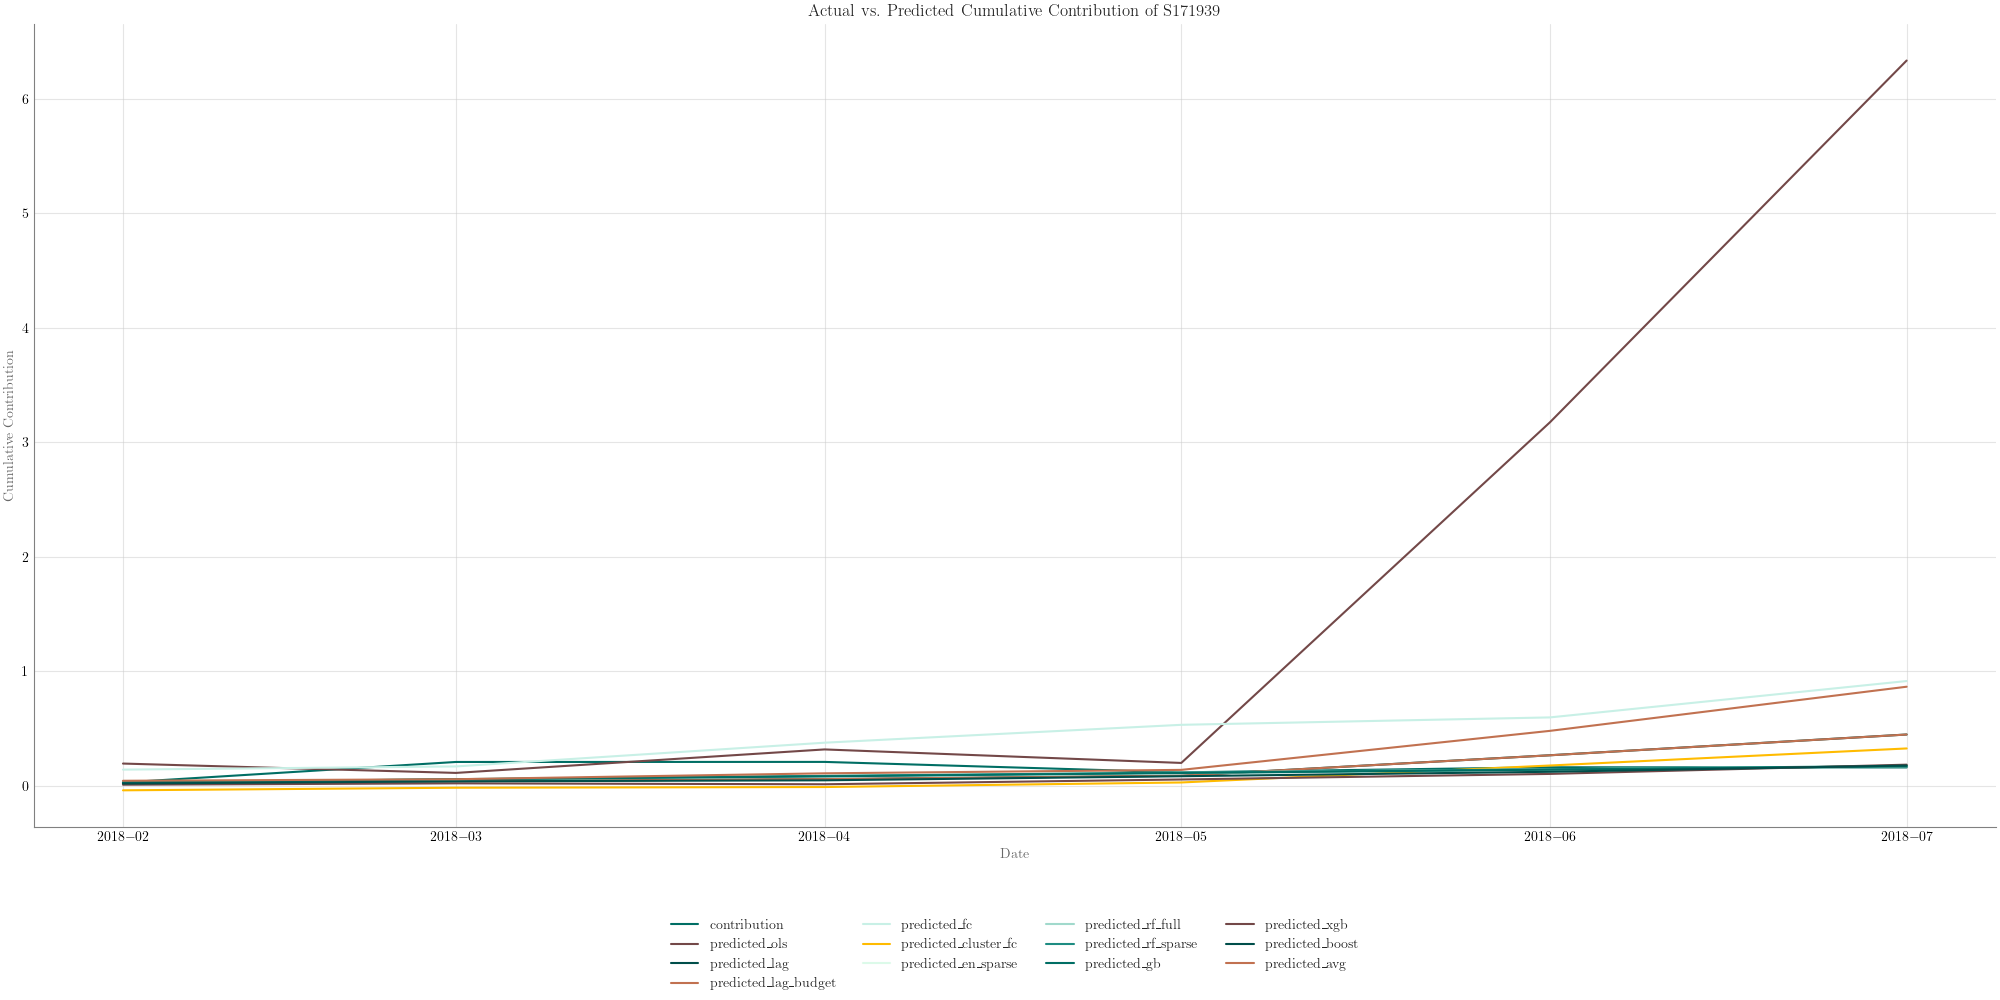 Actual vs. Predicted Cumulative Contribution of S171939
6
5
4
3
2
1
0
Cumulative Contribution
2018−02 2018−03 2018−04 2018−05 2018−06 2018−07
Date
contribution predicted_fc predicted_rf_full predicted_xgb
predicted_ols predicted_cluster_fc predicted_rf_sparse predicted_boost
predicted_lag predicted_en_sparse predicted_gb predicted_avg
predicted_lag_budget